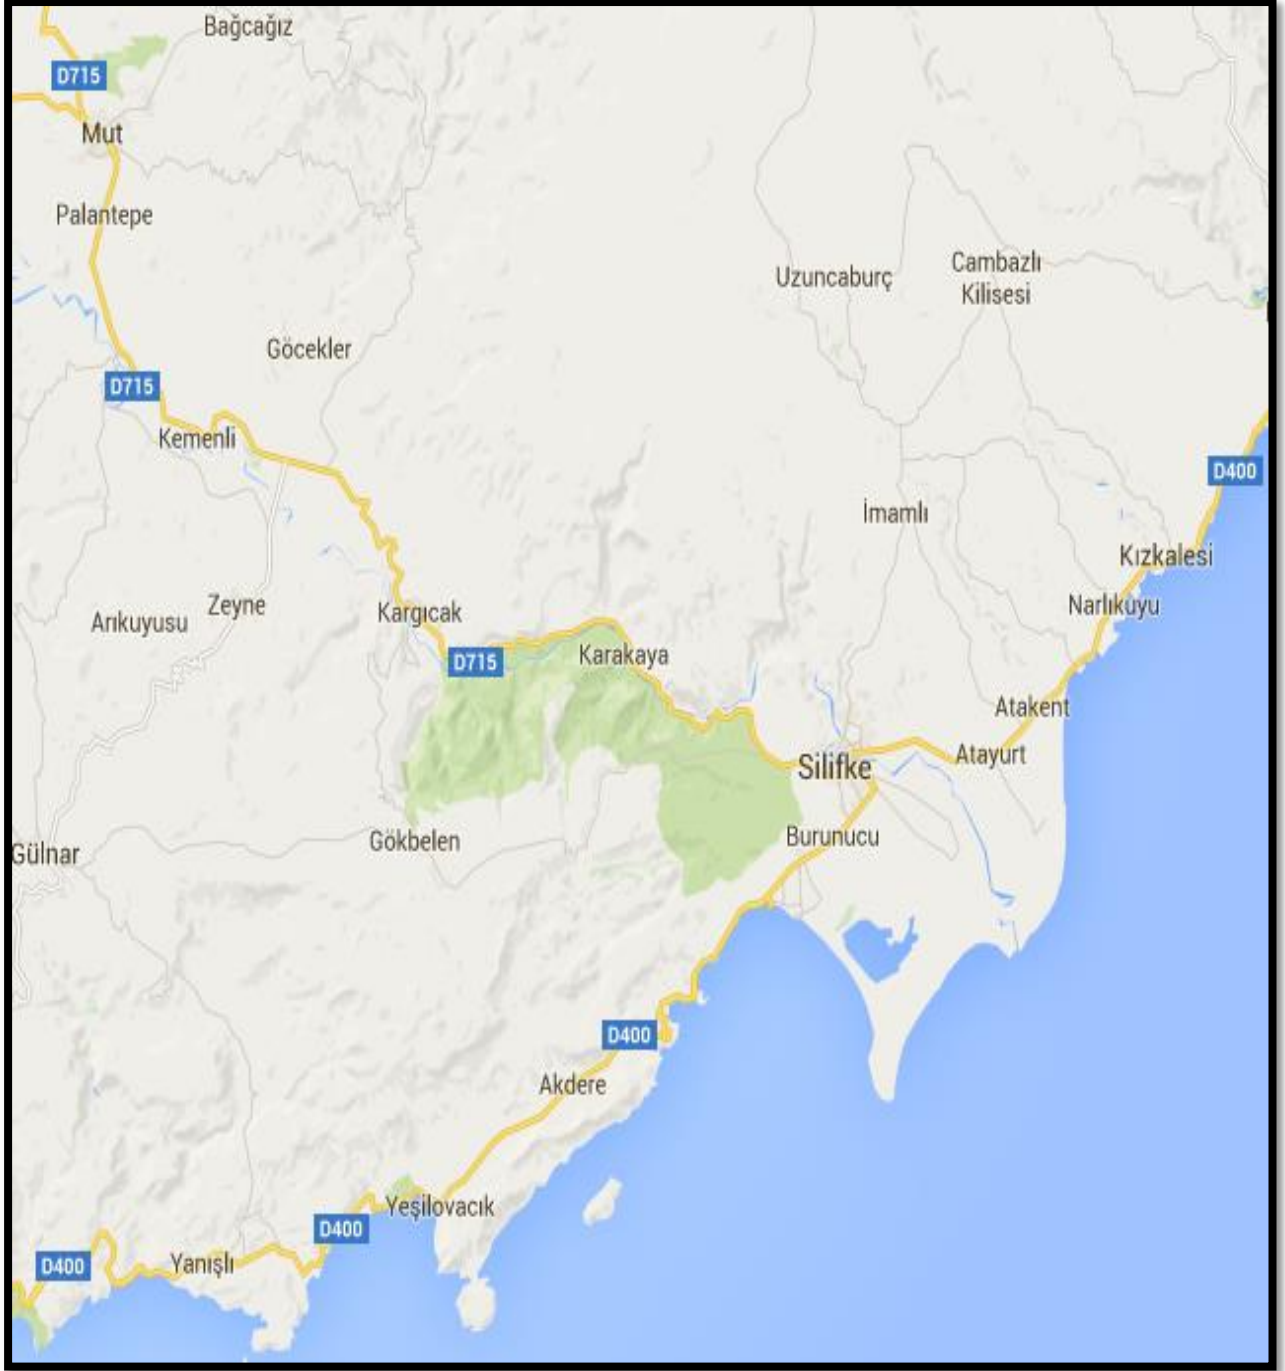 Bağcağız
D715
Mut
Palantepe
Uzuncaburç
Cambazlı
Kilisesi
Göcekler
D715
Kemenli
D400
İmamlı
Kızkalesi
Narlıkuyu
Zeyne
Arıkuyusu
Kargıcak
D715
Karakaya
Atakent
Atayurt
Silifke
Burunucu
Gökbelen
Gülnar
D400
Akdere
Yeşilovacık
D400
Yanışlı
D400